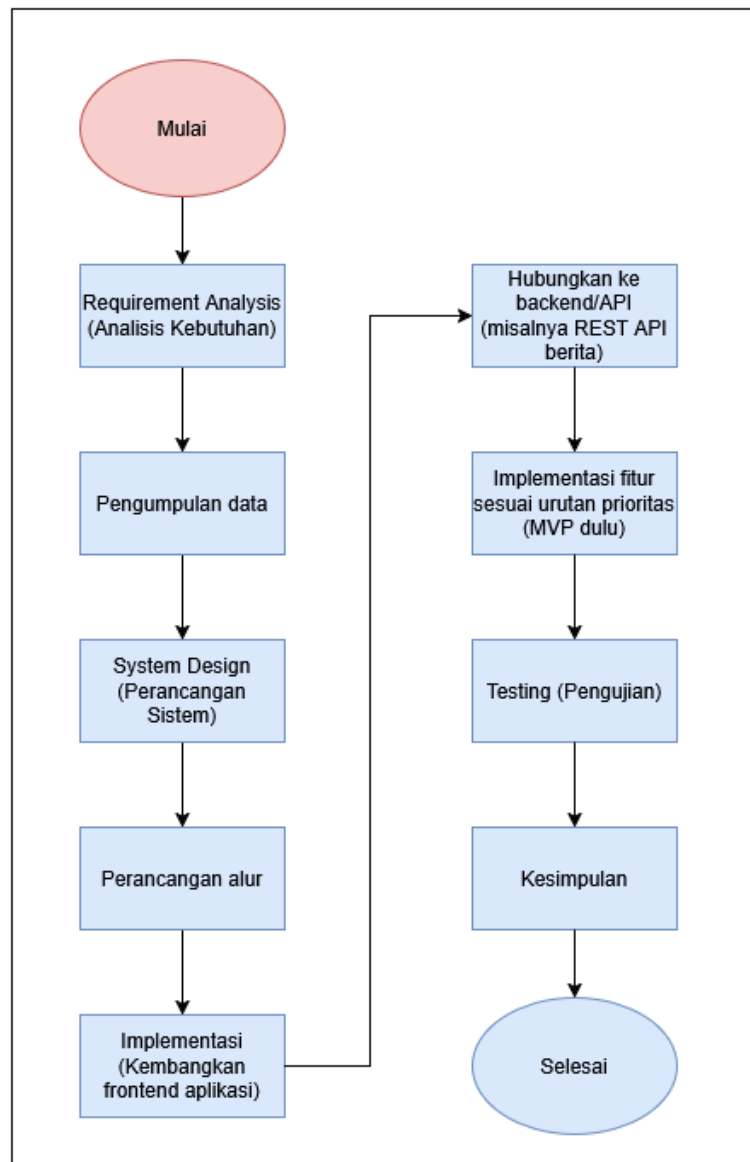 Mulai
Requirement Analysis
(Analisis Kebutuhan)
Pengumpulan data
System Design
(Perancangan
Sistem)
Perancangan alur
Implementasi
(Kembangkan
frontend aplikasi)
Hubungkan ke
backend/API
(misalnya REST API
berita)
Implementasi fitur
sesuai urutan prioritas
(MVP dulu)
Testing (Pengujian)
Kesimpulan
Selesai